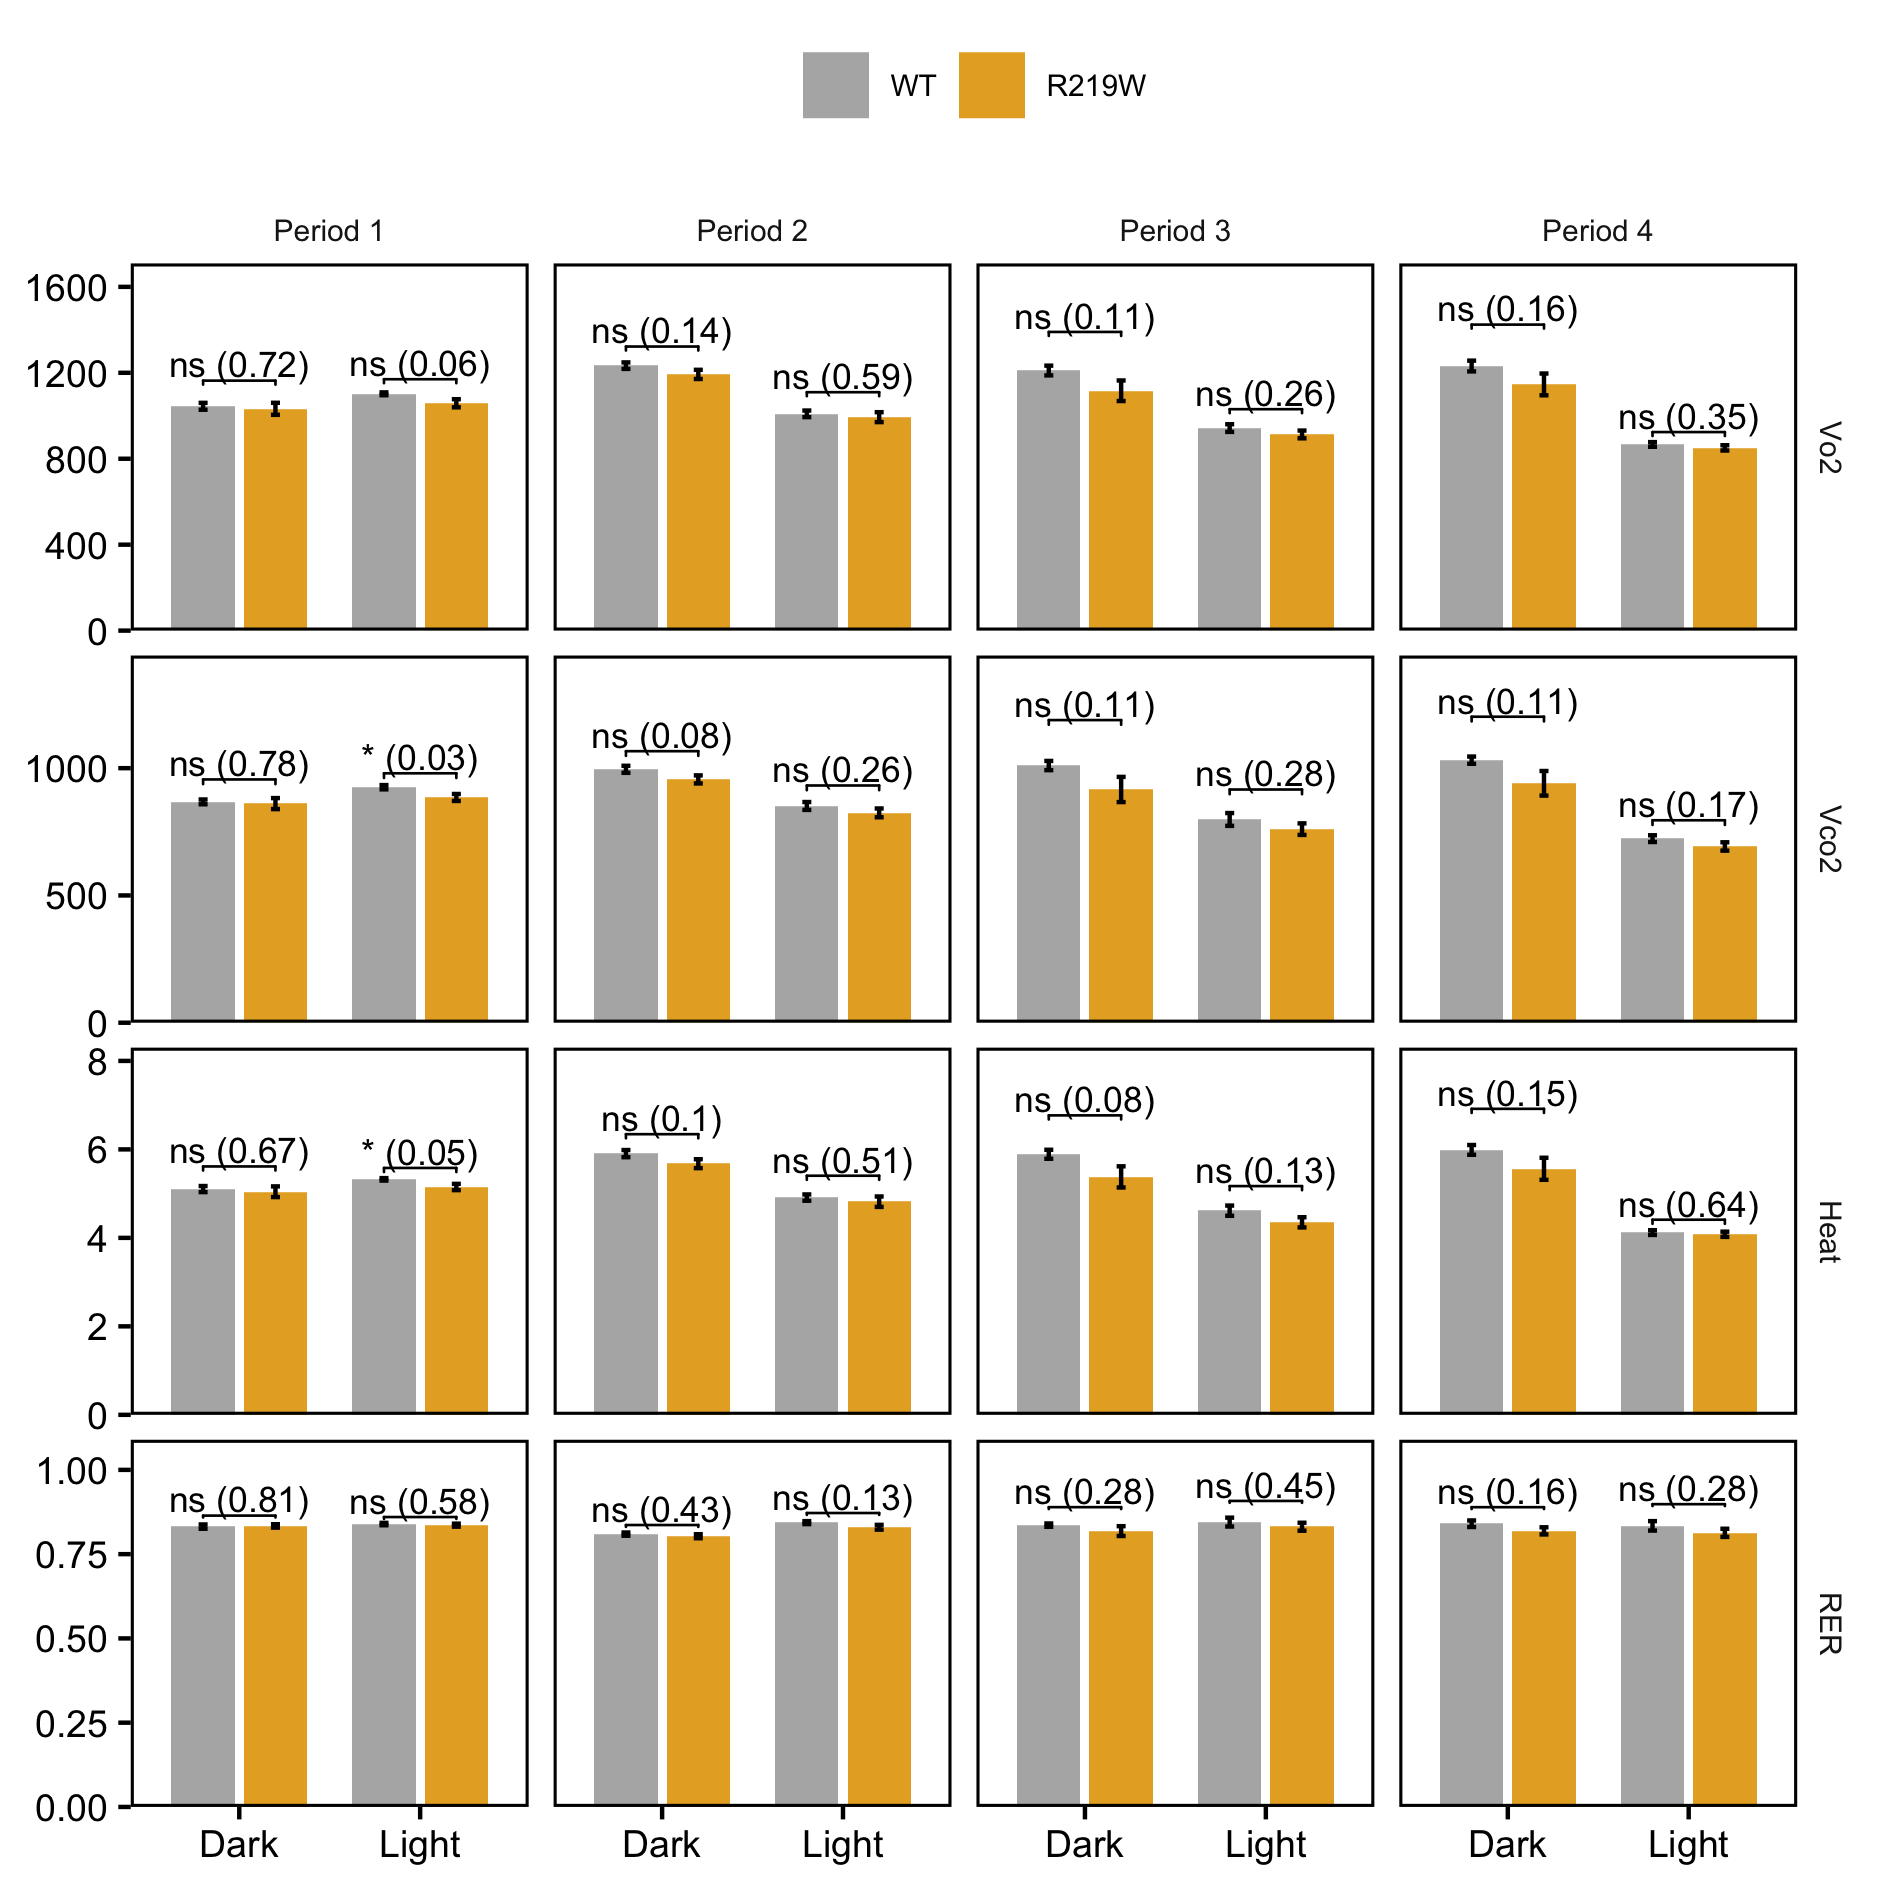 WT R219W
Period 1 Period 2 Period 3 Period 4
1600
1200
800
400
0
ns (0.72) ns (0.06) ns (0.14) ns (0.59) ns (0.11) ns (0.26) ns (0.16) ns (0.35)
Vo2
1000
500
0
ns (0.78) * (0.03) ns (0.08) ns (0.26) ns (0.11) ns (0.28) ns (0.11) ns (0.17)
Vco2
8
6
4
2
0
ns (0.67) * (0.05) ns (0.1) ns (0.51) ns (0.08) ns (0.13) ns (0.15) ns (0.64)
Heat
1.00
0.75
0.50
0.25
0.00
ns (0.81) ns (0.58) ns (0.43) ns (0.13) ns (0.28) ns (0.45) ns (0.16) ns (0.28)
RER
Dark Light Dark Light Dark Light Dark Light